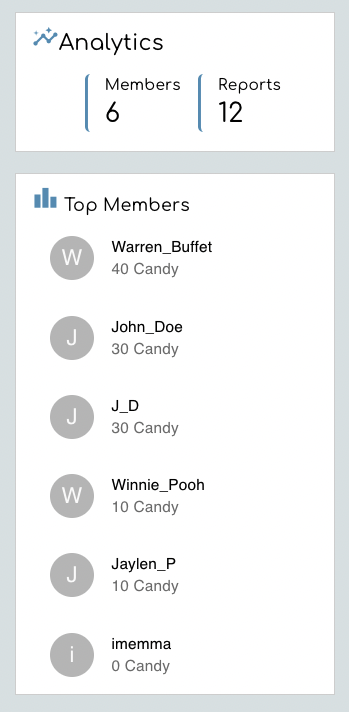 Analytics
Members Reports
6 12
Top Members
W Warren_Buffet
40 Candy
J John_Doe
30 Candy
J J_D
30 Candy
W Winnie_Pooh
10 Candy
J Jaylen_P
10 Candy
i imemma
0 Candy